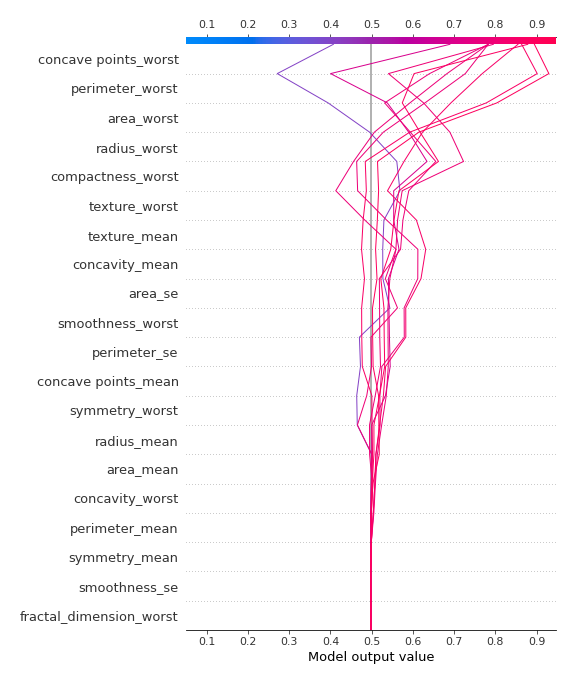 0.1 0.2 0.3 0.4 0.5 0.6 0.7 0.8 0.9
concave points_worst
perimeter_worst
area_worst
radius_worst
compactness_worst
texture_worst
texture_mean
concavity_mean
area_se
smoothness_worst
perimeter_se
concave points_mean
symmetry_worst
radius_mean
area_mean
concavity_worst
perimeter_mean
symmetry_mean
smoothness_se
fractal_dimension_worst
0.1 0.2 0.3 0.4 0.5 0.6 0.7 0.8 0.9
Model output value